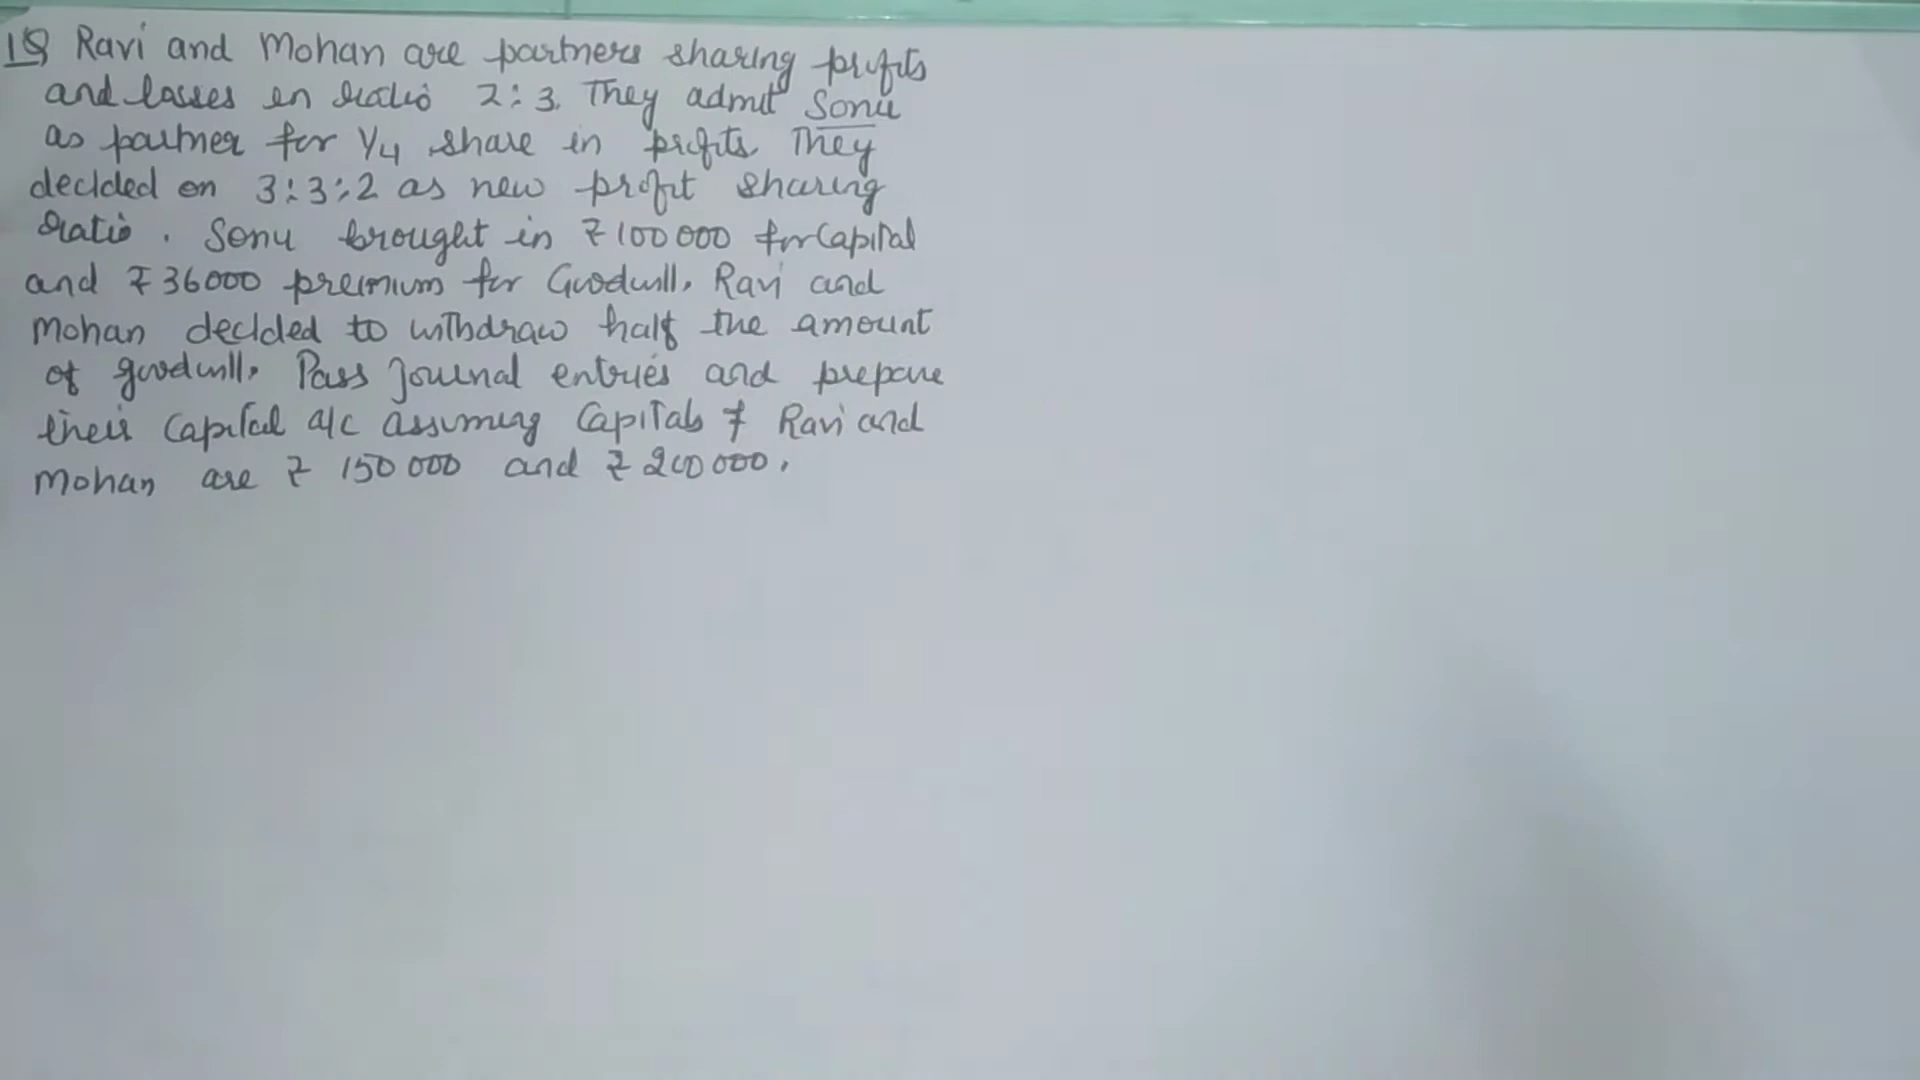 1Q Ravi and Mohan are partners sharing profits
and losses in ratio 2:3. They admit Sonu
as partner for 1/4 share in profits They
decided on 3:3:2 as new profit sharing
ratio. Sonu brought in ₹100000 for Capital
and ₹36000 premium for Goodwill. Ravi and
Mohan decided to withdraw half the amount
of goodwill. Pass Journal entries and prepare
their Capital a/c assuming Capitals of Ravi and
Mohan are ₹ 150000 and ₹200000.